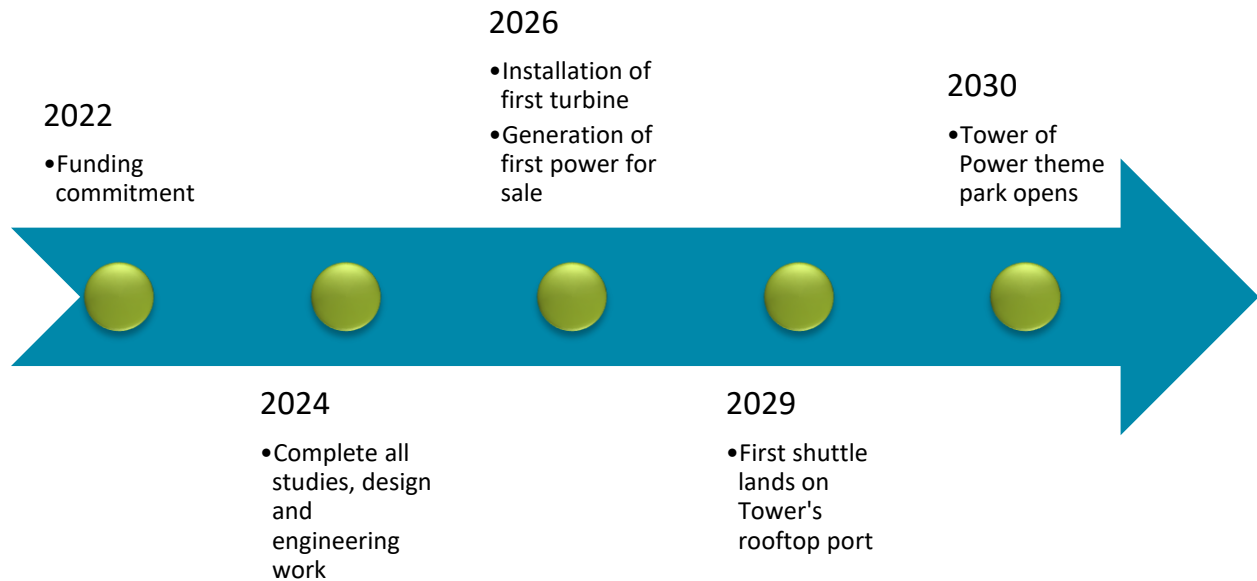 2022
•Funding
commitment
2024
•Complete all
studies, design
and
engineering
work
2026
•Installation of
first turbine
•Generation of
first power for
sale
2029
•First shuttle
lands on
Tower's
rooftop port
2030
•Tower of
Power theme
park opens